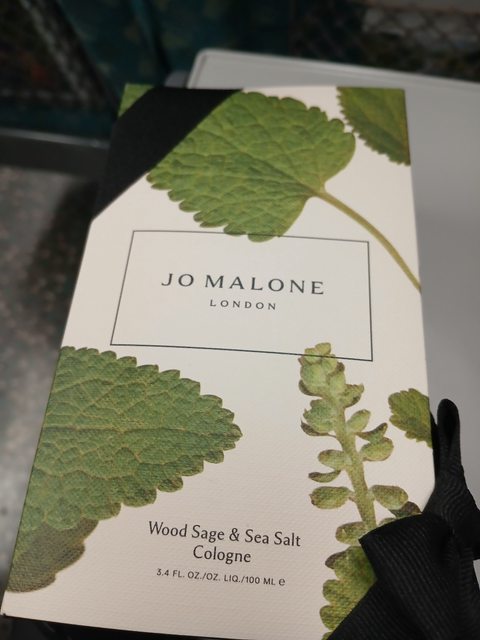 JO MALONE
LONDON
Wood Sage & Sea Salt
Cologne
3.4 FL. OZ./OZ. LIQ./100 ML ℮